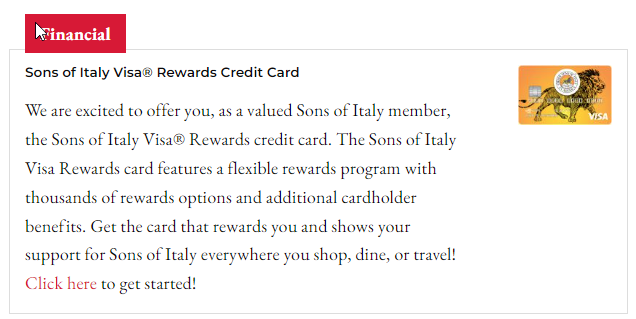 Financial
Sons of Italy Visa® Rewards Credit Card
We are excited to offer you, as a valued Sons of Italy member,
the Sons of Italy Visa® Rewards credit card. The Sons of Italy
Visa Rewards card features a flexible rewards program with
thousands of rewards options and additional cardholder
benefits. Get the card that rewards you and shows your
support for Sons of Italy everywhere you shop, dine, or travel!
Click here to get started!
VISA